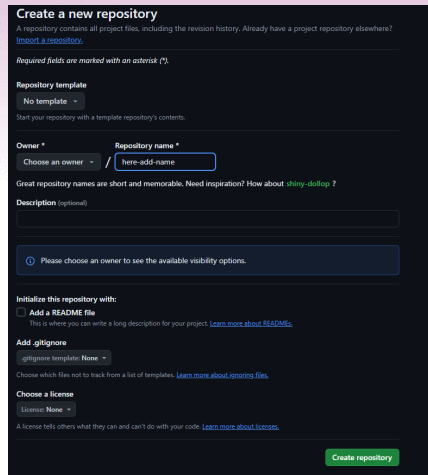 Create a new repository
A repository contains all project files, including the revision history. Already have a project repository elsewhere?
Import a repository.
Required fields are marked with an asterisk (*).
Repository template
No template
Start your repository with a template repository's contents.
Owner * Repository name *
Choose an owner / here-add-name
Great repository names are short and memorable. Need inspiration? How about shiny-dollop ?
Description (optional)
Please choose an owner to see the available visibility options.
Initialize this repository with:
Add a README file
This is where you can write a long description for your project. Learn more about READMEs.
Add .gitignore
.gitignore template: None
Choose which files not to track from a list of templates. Learn more about ignoring files.
Choose a license
License: None
A license tells others what they can and can't do with your code. Learn more about licenses.
Create repository